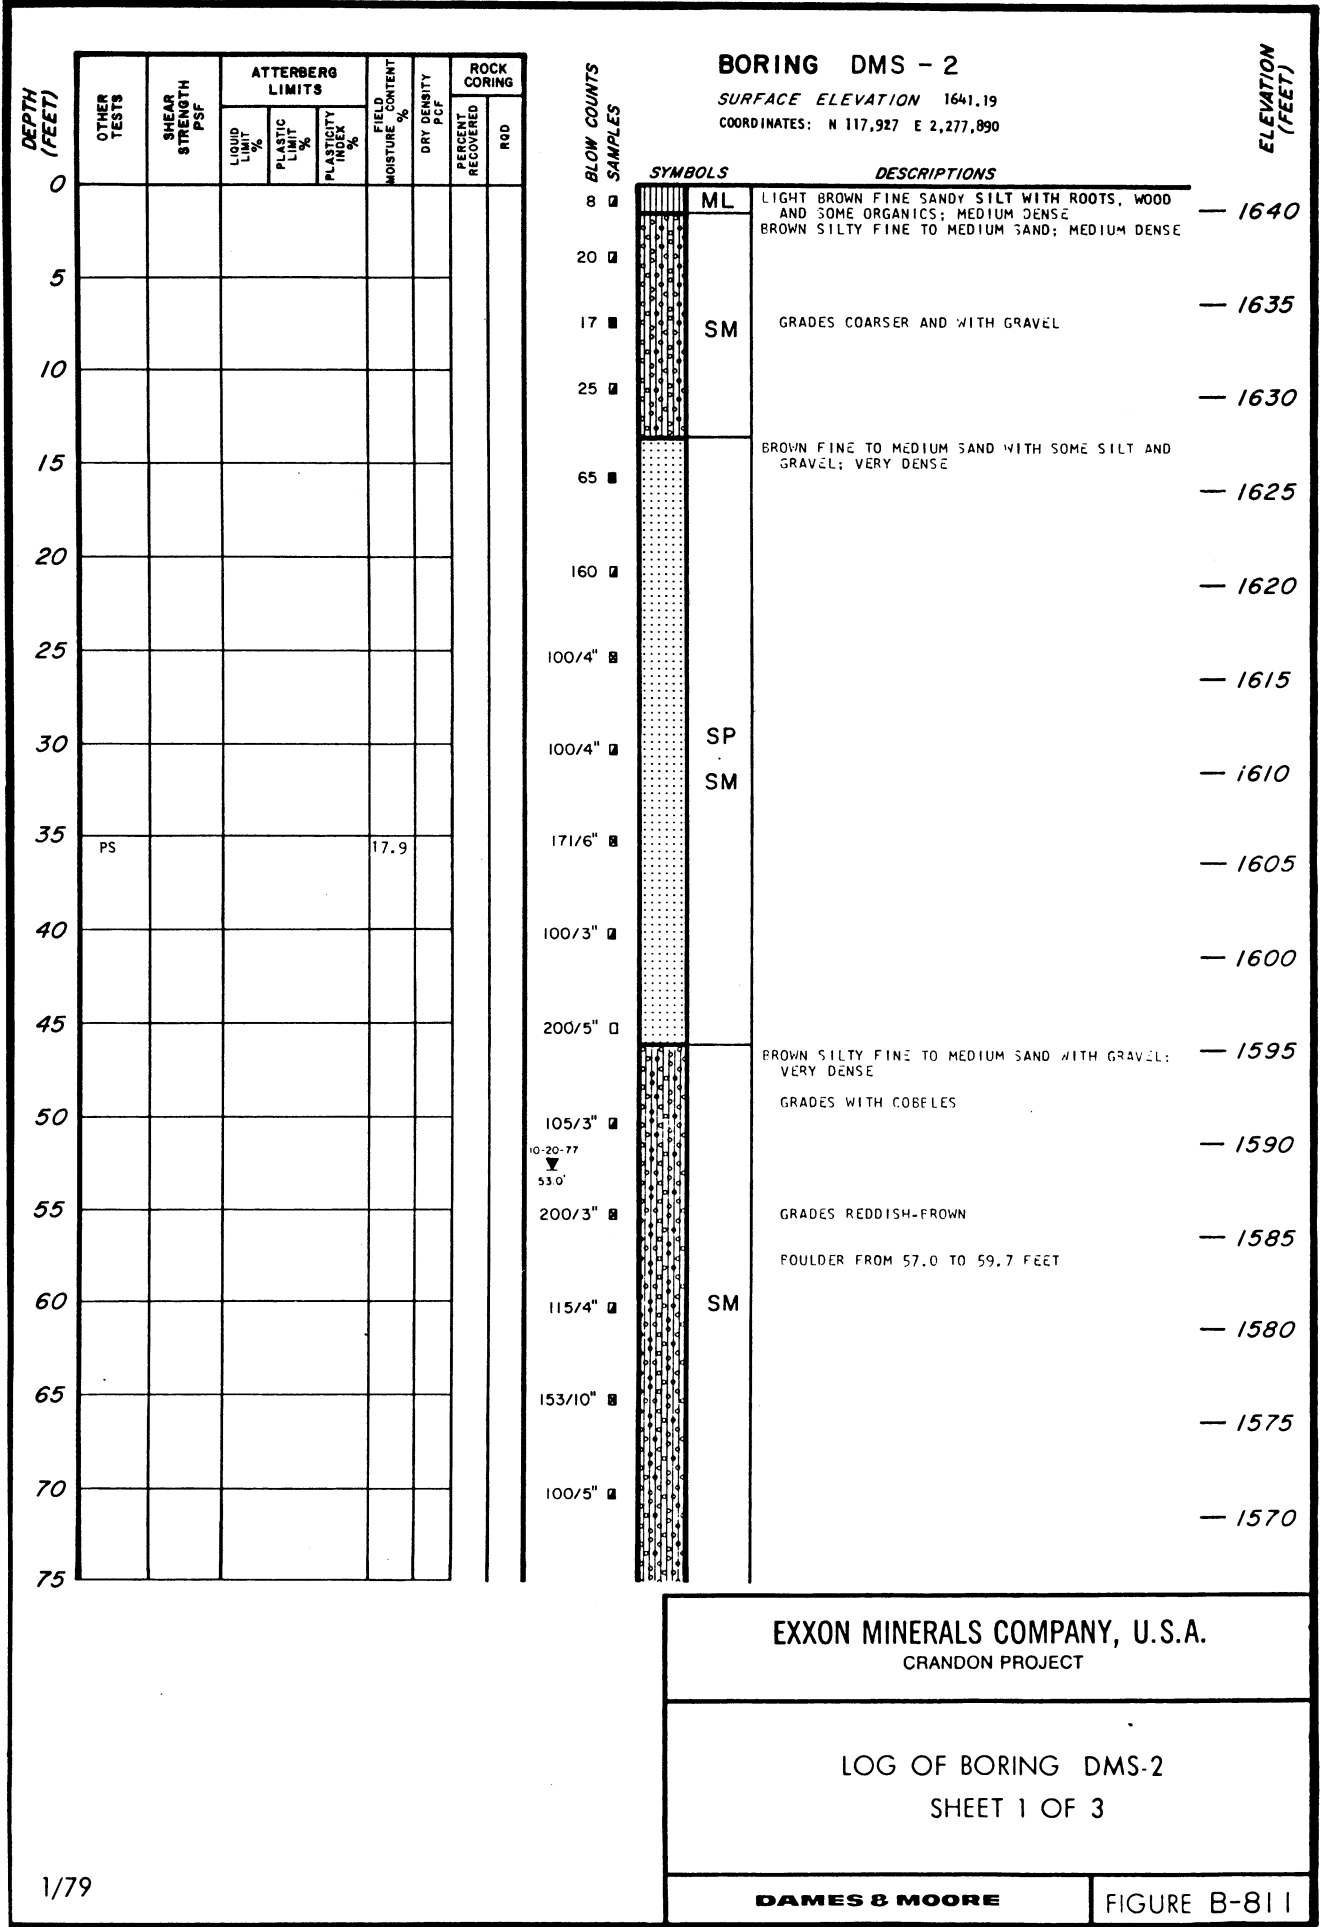 BORING DMS - 2
SURFACE ELEVATION 1641.19
COORDINATES: N 117,927 E 2,277,890
DEPTH (FEET)
OTHER TESTS
SHEAR STRENGTH PSF
ATTERBERG LIMITS
LIQUID LIMIT %
PLASTIC LIMIT %
PLASTICITY INDEX %
FIELD MOISTURE CONTENT %
DRY DENSITY PCF
ROCK CORING
PERCENT RECOVERED
RQD
BLOW COUNTS
SAMPLES
SYMBOLS
DESCRIPTIONS
ELEVATION (FEET)
0
8
ML
LIGHT BROWN FINE SANDY SILT WITH ROOTS, WOOD
AND SOME ORGANICS; MEDIUM DENSE
— 1640
BROWN SILTY FINE TO MEDIUM SAND; MEDIUM DENSE
20
5
— 1635
17
SM
GRADES COARSER AND WITH GRAVEL
10
25
— 1630
BROWN FINE TO MEDIUM SAND WITH SOME SILT AND
GRAVEL; VERY DENSE
15
65
— 1625
20
160
— 1620
25
100/4"
— 1615
30
100/4"
SP
SM
— 1610
35
PS
17.9
171/6"
— 1605
40
100/3"
— 1600
45
200/5"
BROWN SILTY FINE TO MEDIUM SAND WITH GRAVEL;
VERY DENSE
— 1595
GRADES WITH COBELES
50
105/3"
10-20-77
53.0'
— 1590
55
200/3"
GRADES REDDISH-FROWN
— 1585
FOULDER FROM 57.0 TO 59.7 FEET
60
115/4"
SM
— 1580
65
153/10"
— 1575
70
100/5"
— 1570
75
EXXON MINERALS COMPANY, U.S.A.
CRANDON PROJECT
LOG OF BORING DMS-2
SHEET 1 OF 3
1/79
DAMES & MOORE
FIGURE B-811